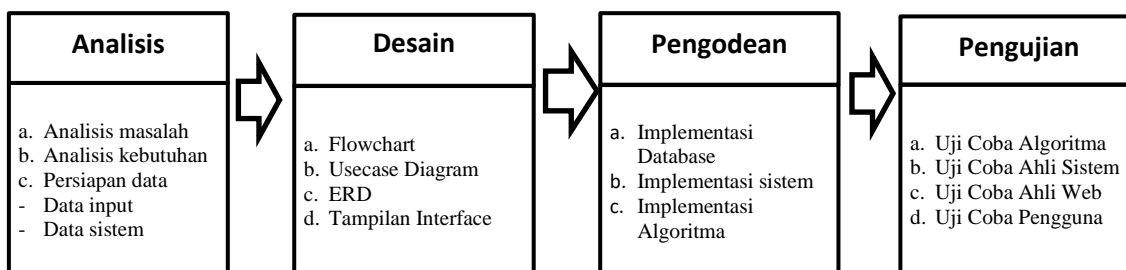 Analisis
a. Analisis masalah
b. Analisis kebutuhan
c. Persiapan data
- Data input
- Data sistem
Desain
a. Flowchart
b. Usecase Diagram
c. ERD
d. Tampilan Interface
Pengodean
a. Implementasi
Database
b. Implementasi sistem
c. Implementasi
Algoritma
Pengujian
a. Uji Coba Algoritma
b. Uji Coba Ahli Sistem
c. Uji Coba Ahli Web
d. Uji Coba Pengguna